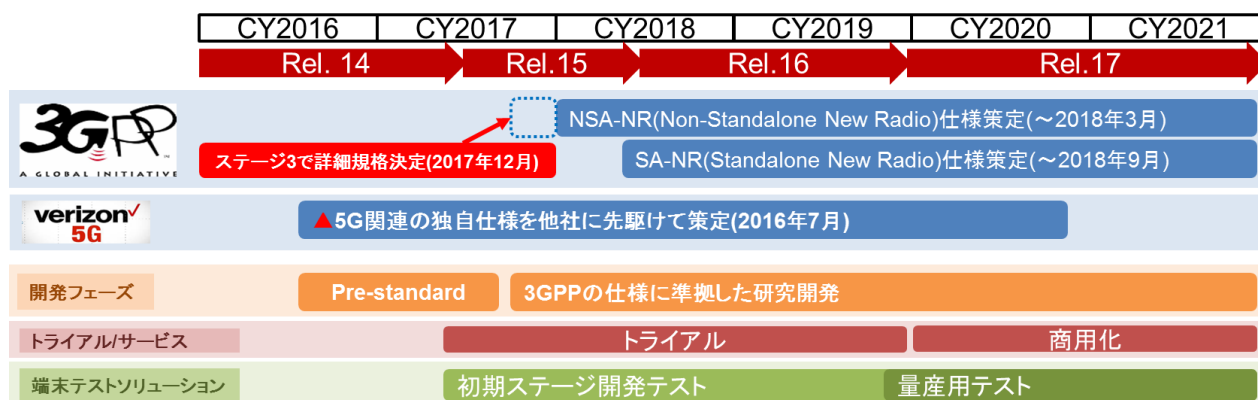 CY2016 CY2017 CY2018 CY2019 CY2020 CY2021
Rel. 14 Rel.15 Rel.16 Rel.17
3GPP
A GLOBAL INITIATIVE
NSA-NR(Non-Standalone New Radio)仕様策定(～2018年3月)
ステージ3で詳細規格決定(2017年12月)
SA-NR(Standalone New Radio)仕様策定(～2018年9月)
verizon✓
5G
▲5G関連の独自仕様を他社に先駆けて策定(2016年7月)
開発フェーズ
Pre-standard
3GPPの仕様に準拠した研究開発
トライアル/サービス
トライアル
商用化
端末テストソリューション
初期ステージ開発テスト
量産用テスト